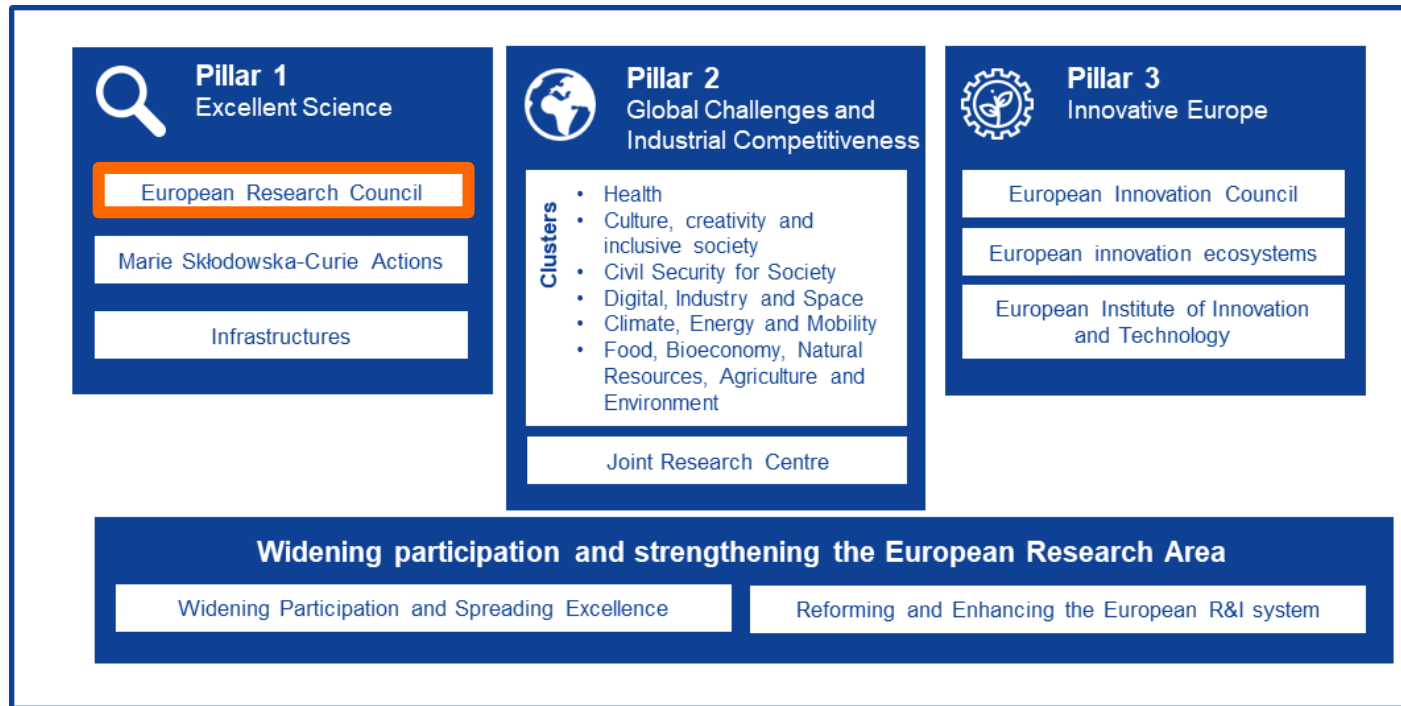 Pillar 1
Excellent Science
European Research Council
Marie Skłodowska-Curie Actions
Infrastructures
Pillar 2
Global Challenges and
Industrial Competitiveness
Clusters
• Health
• Culture, creativity and
inclusive society
• Civil Security for Society
• Digital, Industry and Space
• Climate, Energy and Mobility
• Food, Bioeconomy, Natural
Resources, Agriculture and
Environment
Joint Research Centre
Pillar 3
Innovative Europe
European Innovation Council
European innovation ecosystems
European Institute of Innovation
and Technology
Widening participation and strengthening the European Research Area
Widening Participation and Spreading Excellence
Reforming and Enhancing the European R&I system